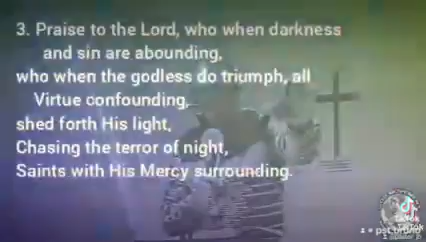 3. Praise to the Lord, who when darkness
and sin are abounding,
who when the godless do triumph, all
Virtue confounding,
shed forth His light,
Chasing the terror of night,
Saints with His Mercy surrounding.
TikTok